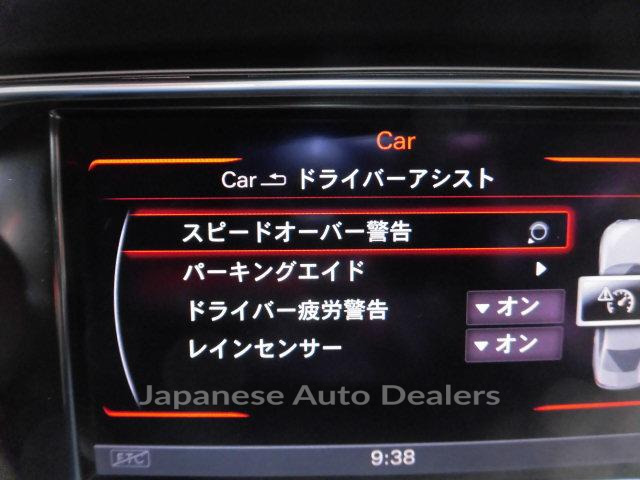 Car
Car ドライバーアシスト
スピードオーバー警告
パーキングエイド
ドライバー疲労警告 オン
レインセンサー オン
Japanese Auto Dealers
ETC 9:38